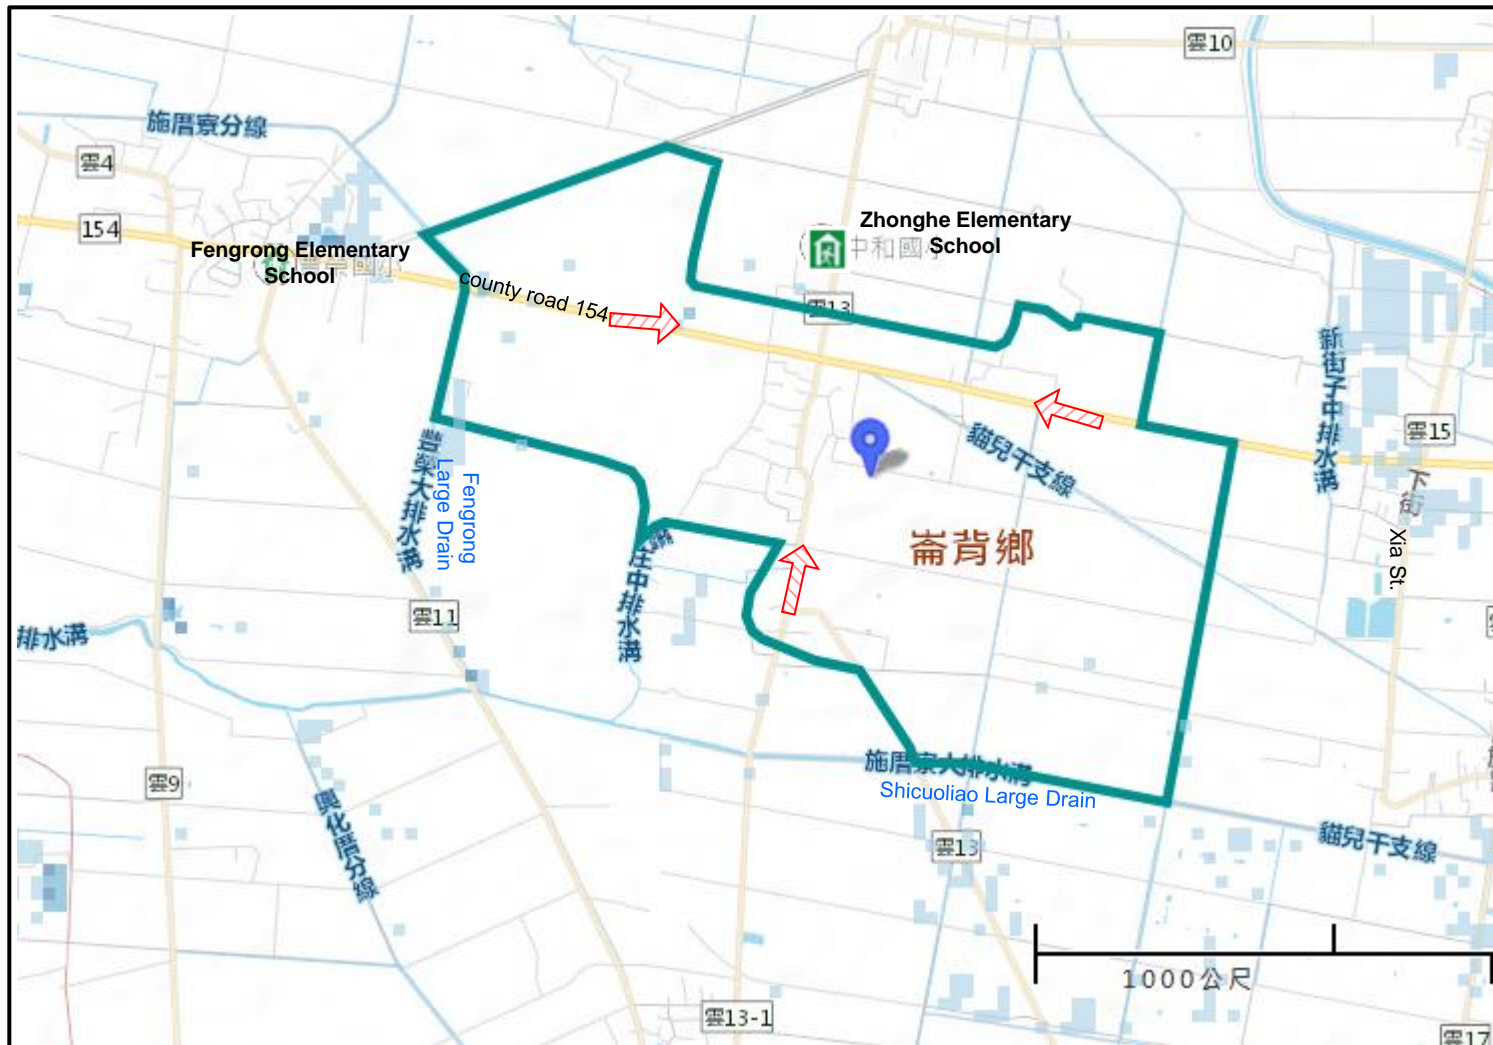 雲10
施厝寮分線
雲4
154
Zhonghe Elementary
School
中和國小
Fengrong Elementary
School
county road 154
雲13
新街子中排水溝
雲15
貓兒干支線
下街
Xia St.
豐榮大排水溝
Fengrong
Large Drain
崙背鄉
庄中排水溝
雲11
排水溝
施厝寮大排水溝
Shicuoliao Large Drain
雲9
興化厝分線
雲13
貓兒干支線
1000公尺
雲13-1
雲17